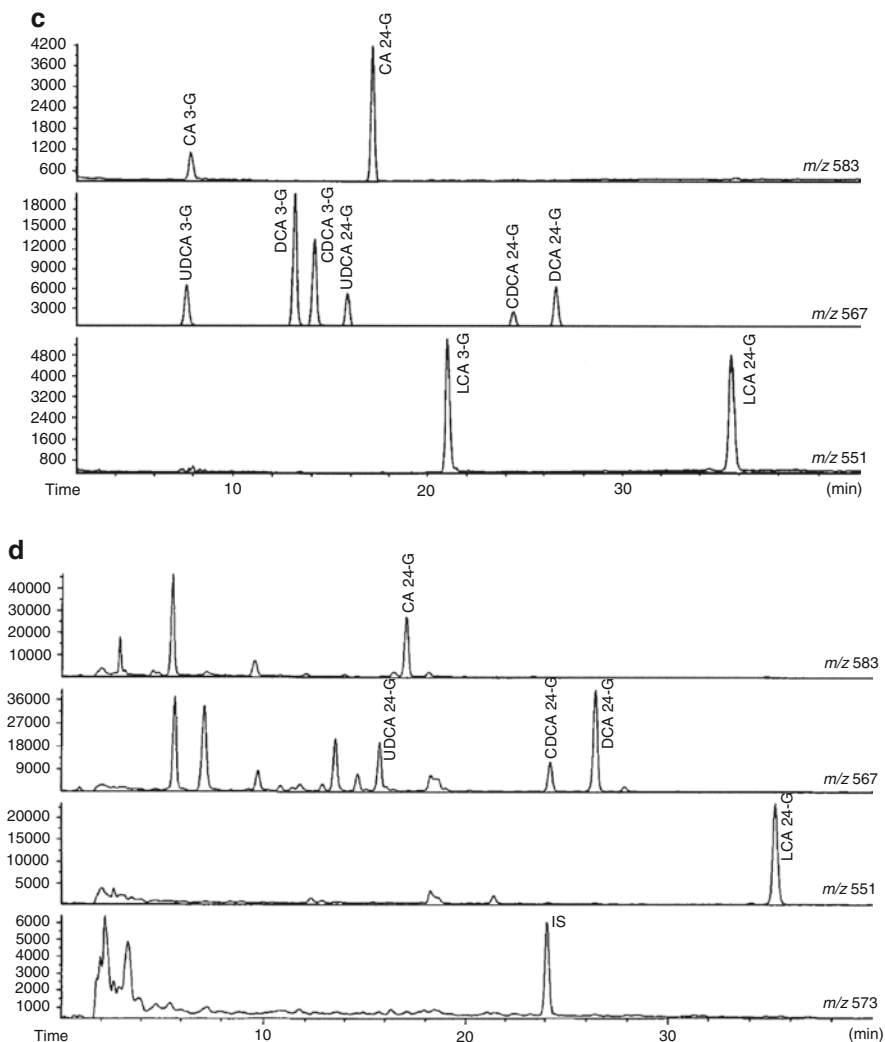 c
4200
3600
3000
2400
1800
1200
600
CA 3-G
CA 24-G
m/z 583
18000
15000
12000
9000
6000
3000
UDCA 3-G
DCA 3-G
CDCA 3-G
UDCA 24-G
CDCA 24-G
DCA 24-G
m/z 567
4800
4000
3200
2400
1600
800
LCA 3-G
LCA 24-G
m/z 551
Time 10 20 30 (min)
d
40000
30000
20000
10000
CA 24-G
m/z 583
36000
27000
18000
9000
UDCA 24-G
CDCA 24-G
DCA 24-G
m/z 567
20000
15000
10000
5000
LCA 24-G
m/z 551
6000
5000
4000
3000
2000
1000
IS
m/z 573
Time 10 20 30 (min)